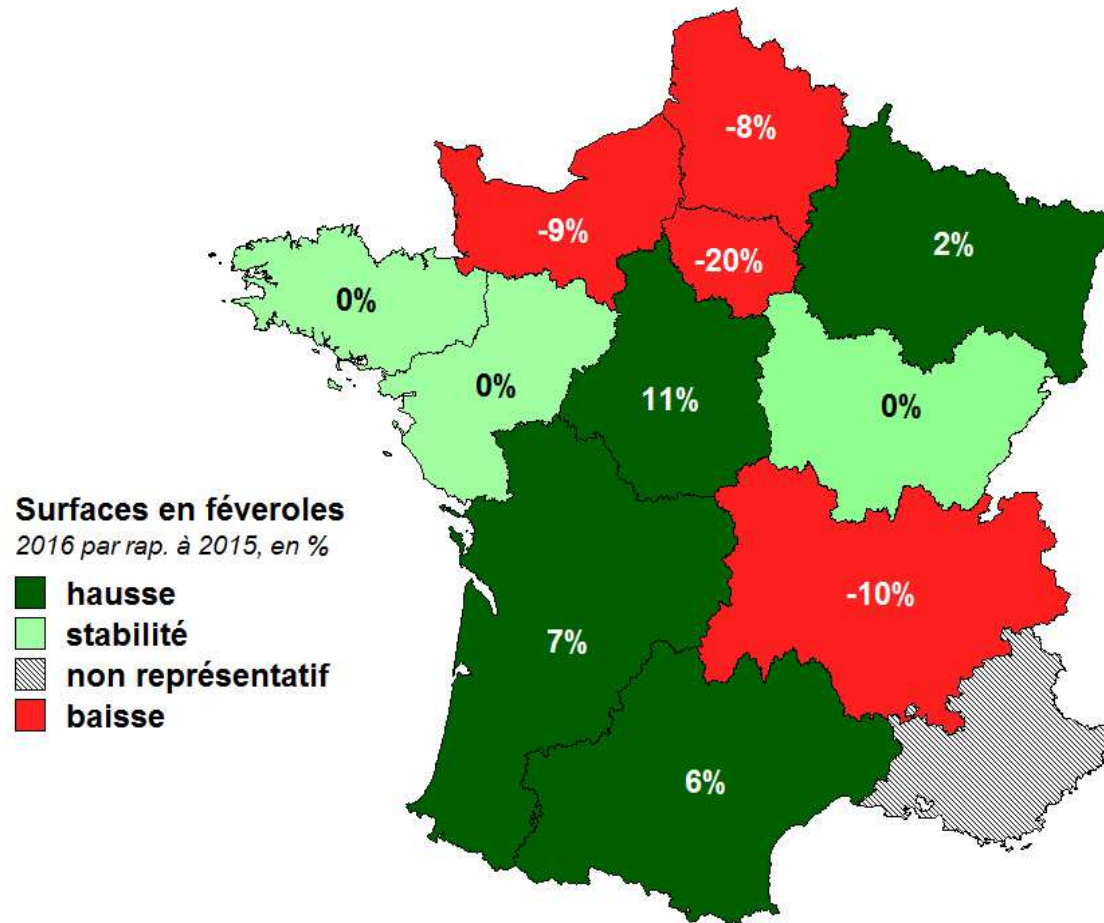 -8%
-9%
-20%
2%
0%
0%
11%
0%
Surfaces en féveroles
2016 par rap. à 2015, en %
hausse
stabilité
non représentatif
baisse
-10%
7%
6%